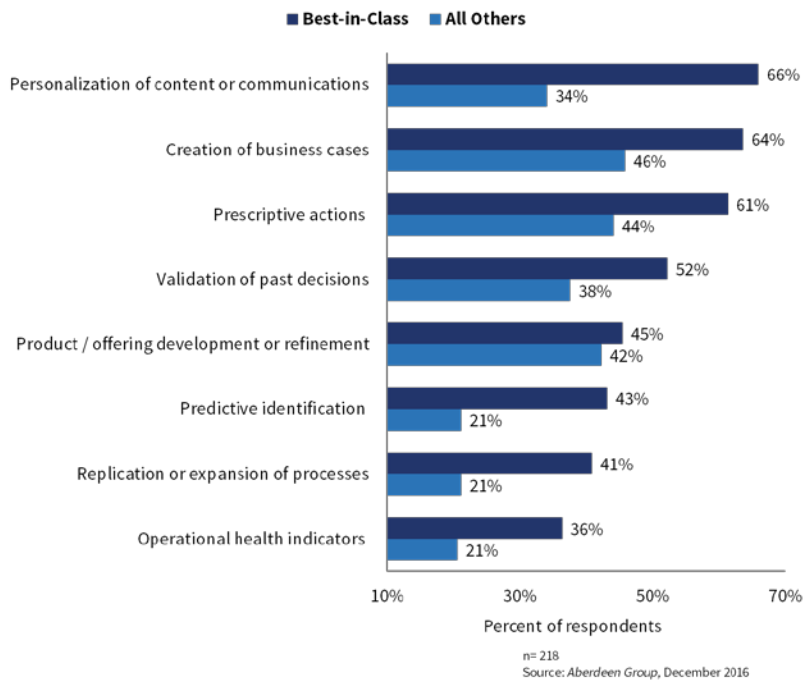 Best-in-Class All Others
Personalization of content or communications 66%
34%
Creation of business cases 64%
46%
Prescriptive actions 61%
44%
Validation of past decisions 52%
38%
Product / offering development or refinement 45%
42%
Predictive identification 43%
21%
Replication or expansion of processes 41%
21%
Operational health indicators 36%
21%
10% 30% 50% 70%
Percent of respondents
n= 218
Source: Aberdeen Group, December 2016